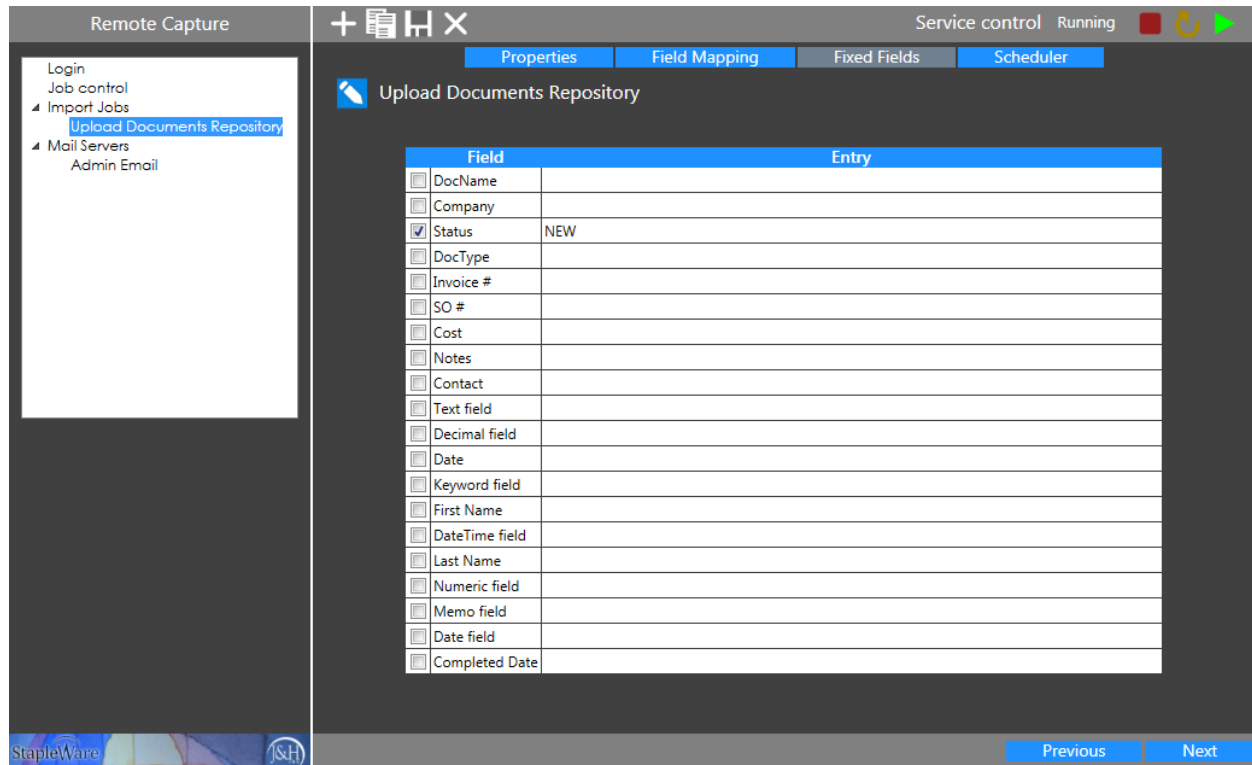 Remote Capture
Service control Running
Login
Job control
Import Jobs
Upload Documents Repository
Mail Servers
Admin Email
Properties Field Mapping Fixed Fields Scheduler
Upload Documents Repository
Field Entry
DocName
Company
Status NEW
DocType
Invoice #
SO #
Cost
Notes
Contact
Text field
Decimal field
Date
Keyword field
First Name
DateTime field
Last Name
Numeric field
Memo field
Date field
Completed Date
StapleWare J&H
Previous Next